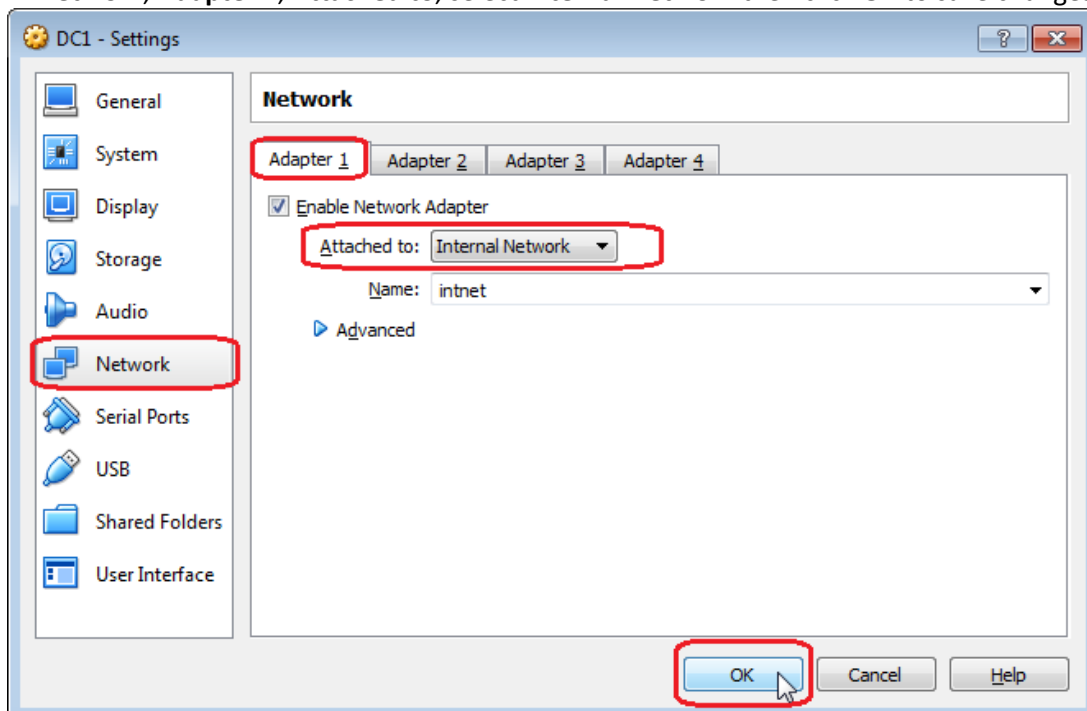 DC1 - Settings
General
System
Display
Storage
Audio
Network
Serial Ports
USB
Shared Folders
User Interface
Network
Adapter 1 Adapter 2 Adapter 3 Adapter 4
Enable Network Adapter
Attached to: Internal Network
Name: intnet
Advanced
OK Cancel Help